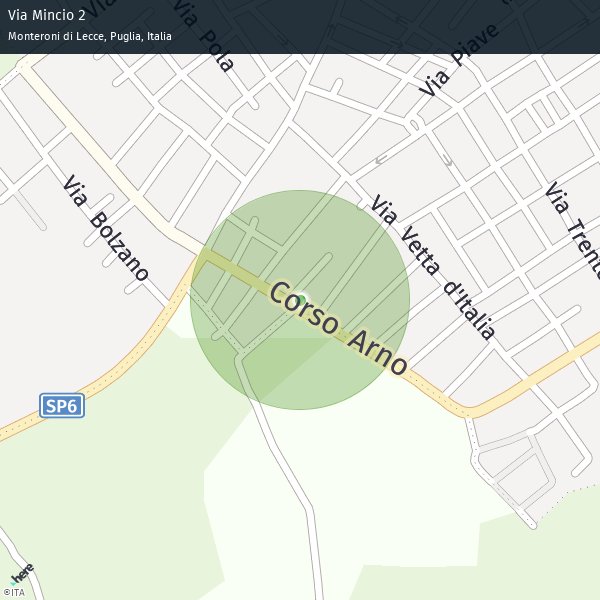 Via Mincio 2
Monteroni di Lecce, Puglia, Italia
Via
Via Pola
Via Piave
Via Bolzano
Via Vetta d'Italia
Via Trento
Corso Arno
SP6
here
©ITA